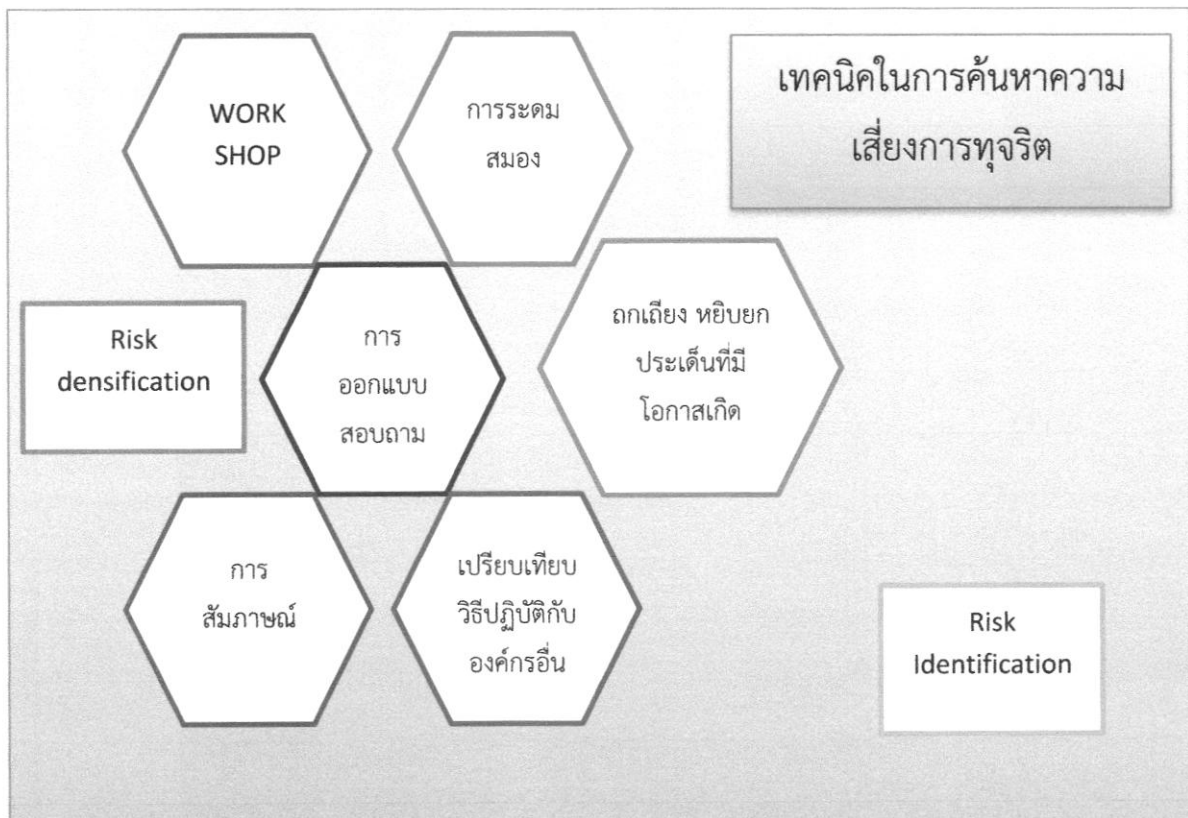 เทคนิคในการค้นหาความ
เสี่ยงการทุจริต
WORK
SHOP
การระดม
สมอง
Risk
densification
การ
ออกแบบ
สอบถาม
ถกเถียง หยิบยก
ประเด็นที่มี
โอกาสเกิด
การ
สัมภาษณ์
เปรียบเทียบ
วิธีปฏิบัติกับ
องค์กรอื่น
Risk
Identification